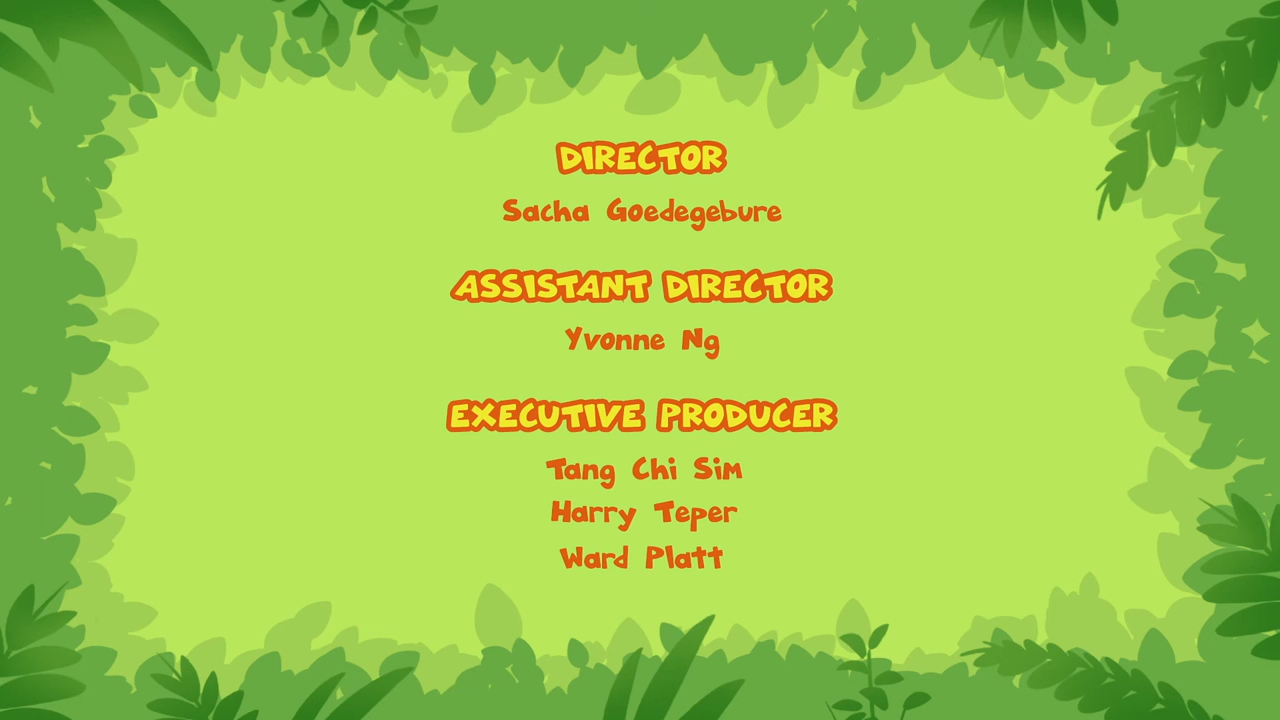 DIRECTOR
Sacha Goedegebure
ASSISTANT DIRECTOR
Yvonne Ng
EXECUTIVE PRODUCER
Tang Chi Sim
Harry Teper
Ward Platt